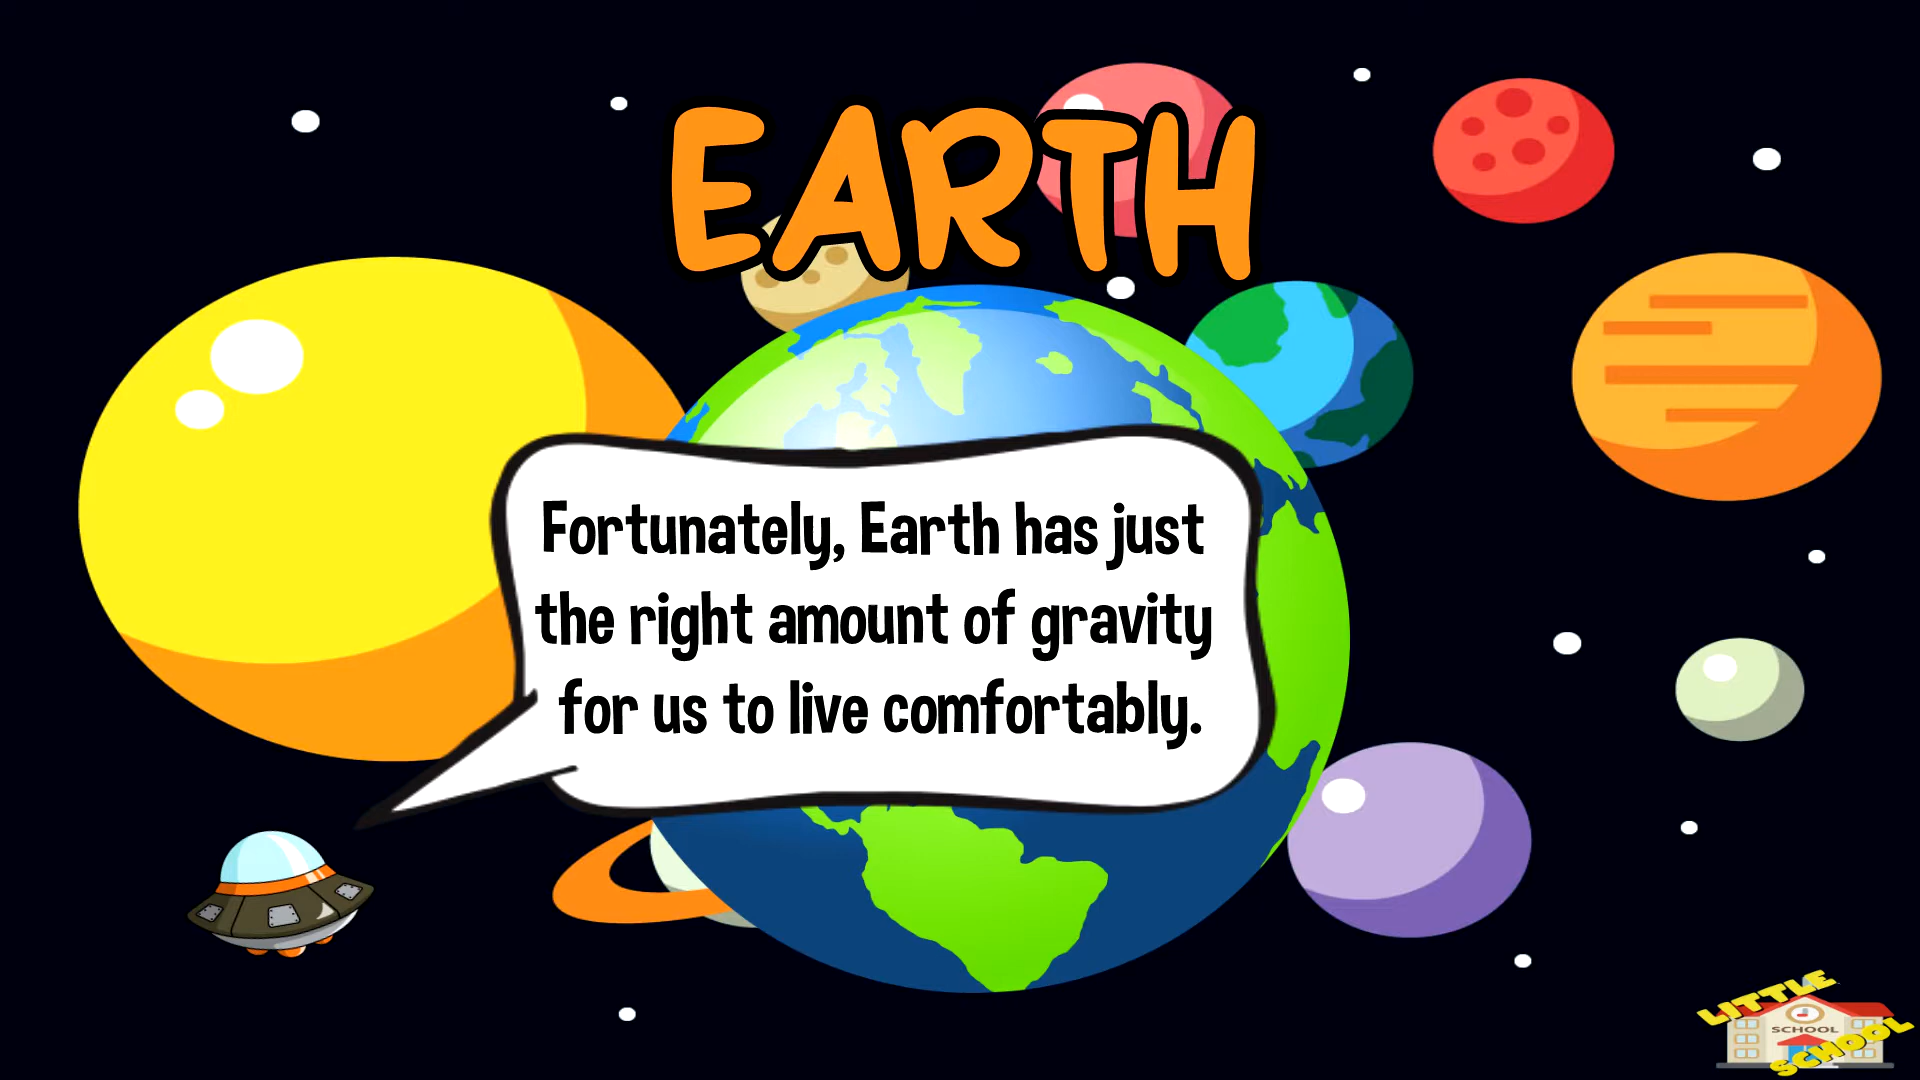 EARTH
Fortunately, Earth has just
the right amount of gravity
for us to live comfortably.
LITTLE
SCHOOL
SCHOOL